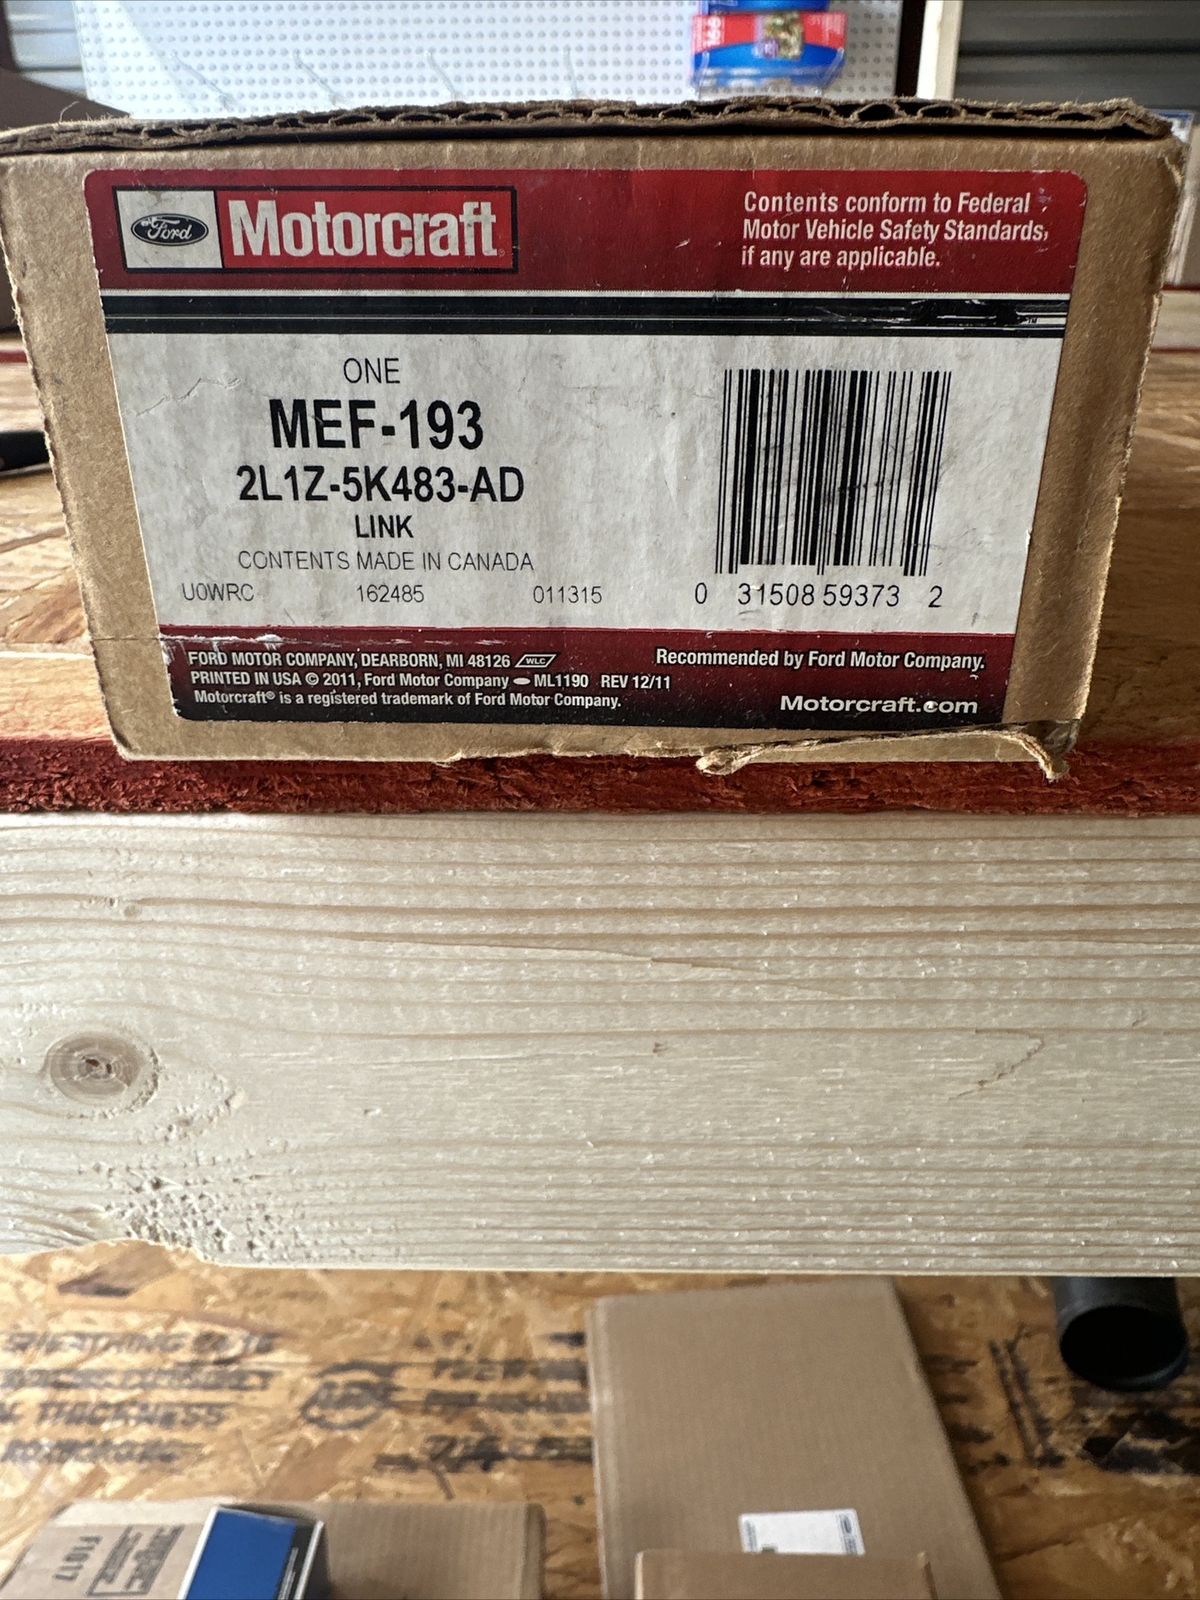 Ford
Motorcraft
Contents conform to Federal
Motor Vehicle Safety Standards,
if any are applicable.
ONE
MEF-193
2L1Z-5K483-AD
LINK
CONTENTS MADE IN CANADA
U0WRC 162485 011315
0 31508 59373 2
FORD MOTOR COMPANY, DEARBORN, MI 48126 WLC
PRINTED IN USA © 2011, Ford Motor Company ML1190 REV 12/11
Motorcraft® is a registered trademark of Ford Motor Company.
Recommended by Ford Motor Company.
Motorcraft.com
THICKNESS
F1017